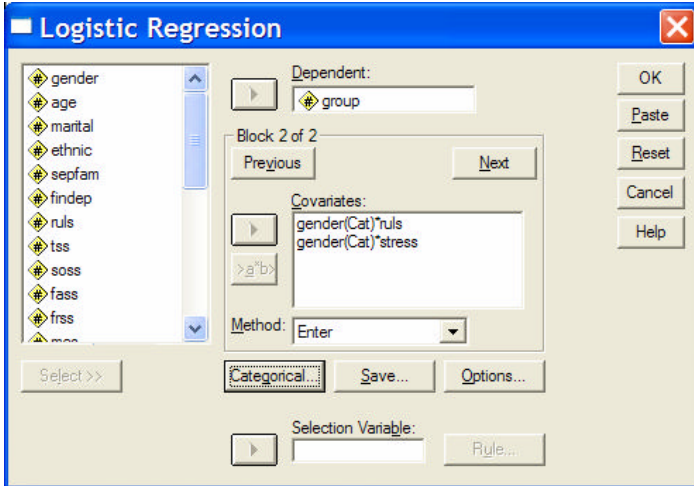 Logistic Regression
gender
age
marital
ethnic
sepfam
findep
ruls
tss
soss
fass
frss
Select >>
Dependent:
group
Block 2 of 2
Previous
Next
Covariates:
gender(Cat)*ruls
gender(Cat)*stress
>a*b>
Method:
Enter
Categorical...
Save...
Options...
Selection Variable:
Rule...
OK
Paste
Reset
Cancel
Help